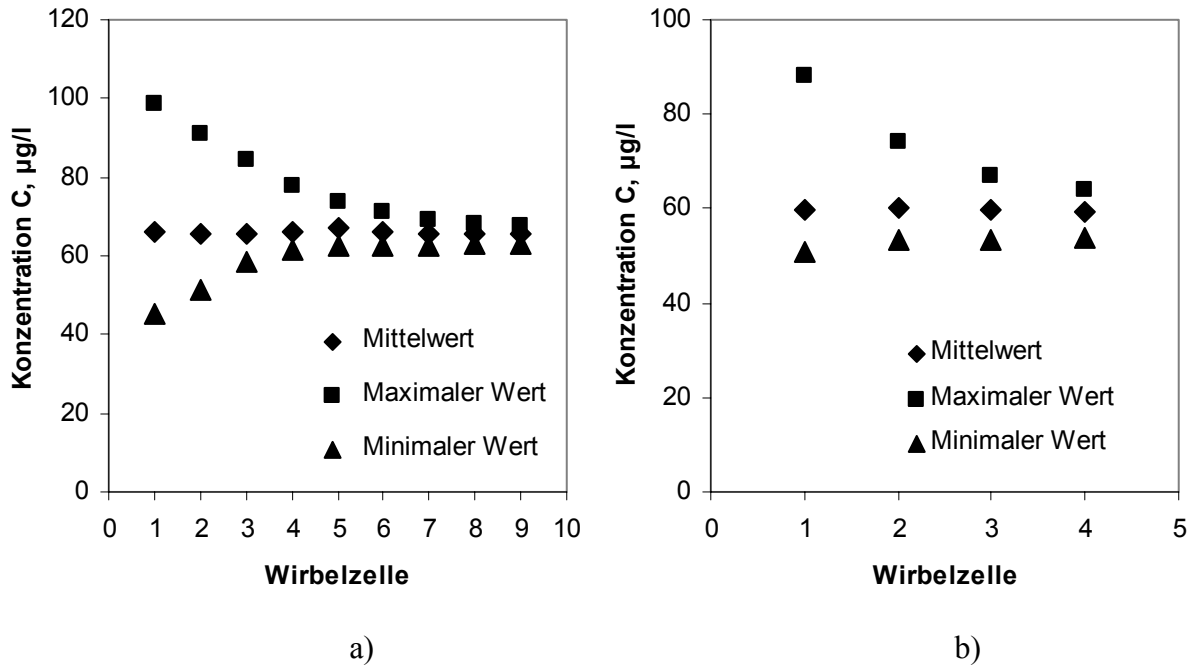 120
100
80
60
40
20
0
Konzentration C, µg/l
0 1 2 3 4 5 6 7 8 9 10
Wirbelzelle
Mittelwert
Maximaler Wert
Minimaler Wert
a)
100
80
60
40
20
0
Konzentration C, µg/l
0 1 2 3 4 5
Wirbelzelle
Mittelwert
Maximaler Wert
Minimaler Wert
b)